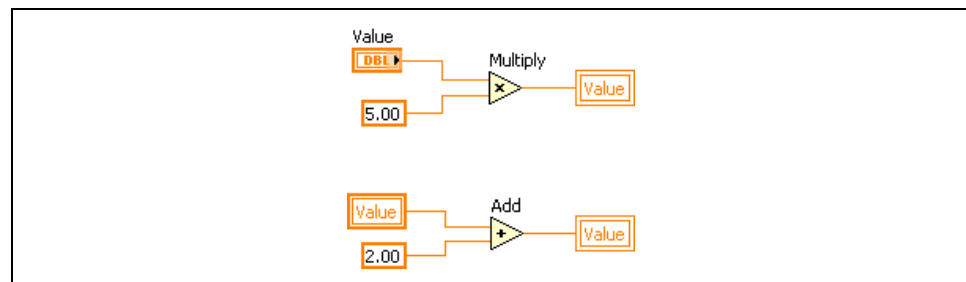 Value
DBL
Multiply
×
Value
5.00
Value
Add
+
Value
2.00